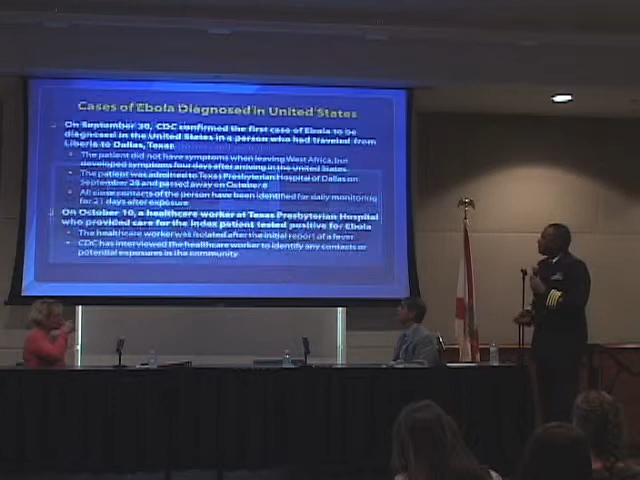 Cases of Ebola Diagnosed in United States
On September 30, CDC confirmed the first case of Ebola to be
diagnosed in the United States in a person who had traveled from
Liberia to Dallas, Texas
The patient did not have symptoms when leaving West Africa, but
developed symptoms four days after arriving in the United States
The patient was admitted to Texas Presbyterian Hospital of Dallas on
September 28 and passed away on October 8
All close contacts of the person have been identified for daily monitoring
for 21 days after exposure
On October 10, a healthcare worker at Texas Presbyterian Hospital
who provided care for the index patient tested positive for Ebola
The healthcare worker was isolated after the initial report of a fever
CDC has interviewed the healthcare worker to identify any contacts or
potential exposures in the community